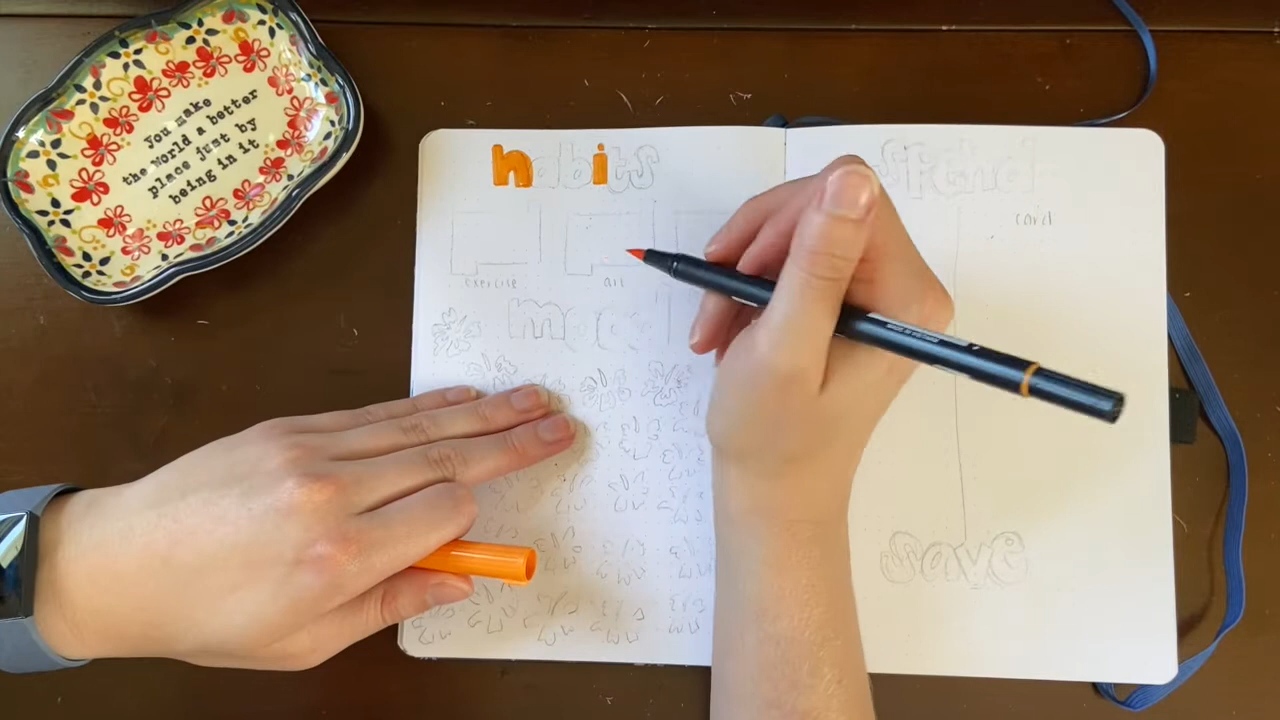 you make
the world a better
place just by
being in it
habits
spend
card
exercise
art
mood
save